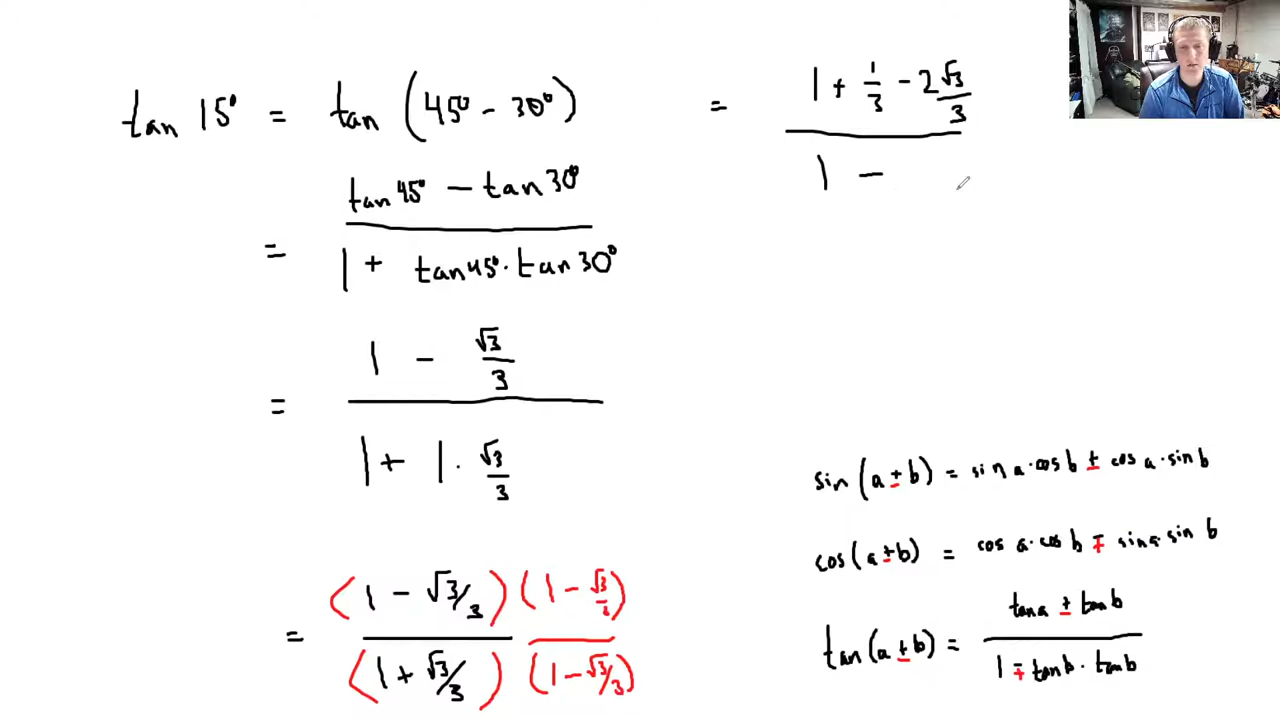 tan 15° = tan (45° - 30°)
= tan 45° - tan 30° / 1 + tan 45° · tan 30°
= 1 - √3/3 / 1 + 1 · √3/3
= (1 - √3/3)(1 - √3/3) / (1 + √3/3)(1 - √3/3)
= 1 + 1/3 - 2√3/3 / 1 -
sin (a ± b) = sin a · cos b ± cos a · sin b
cos (a ± b) = cos a · cos b ∓ sin a · sin b
tan (a ± b) = tan a ± tan b / 1 ∓ tan b · tan b